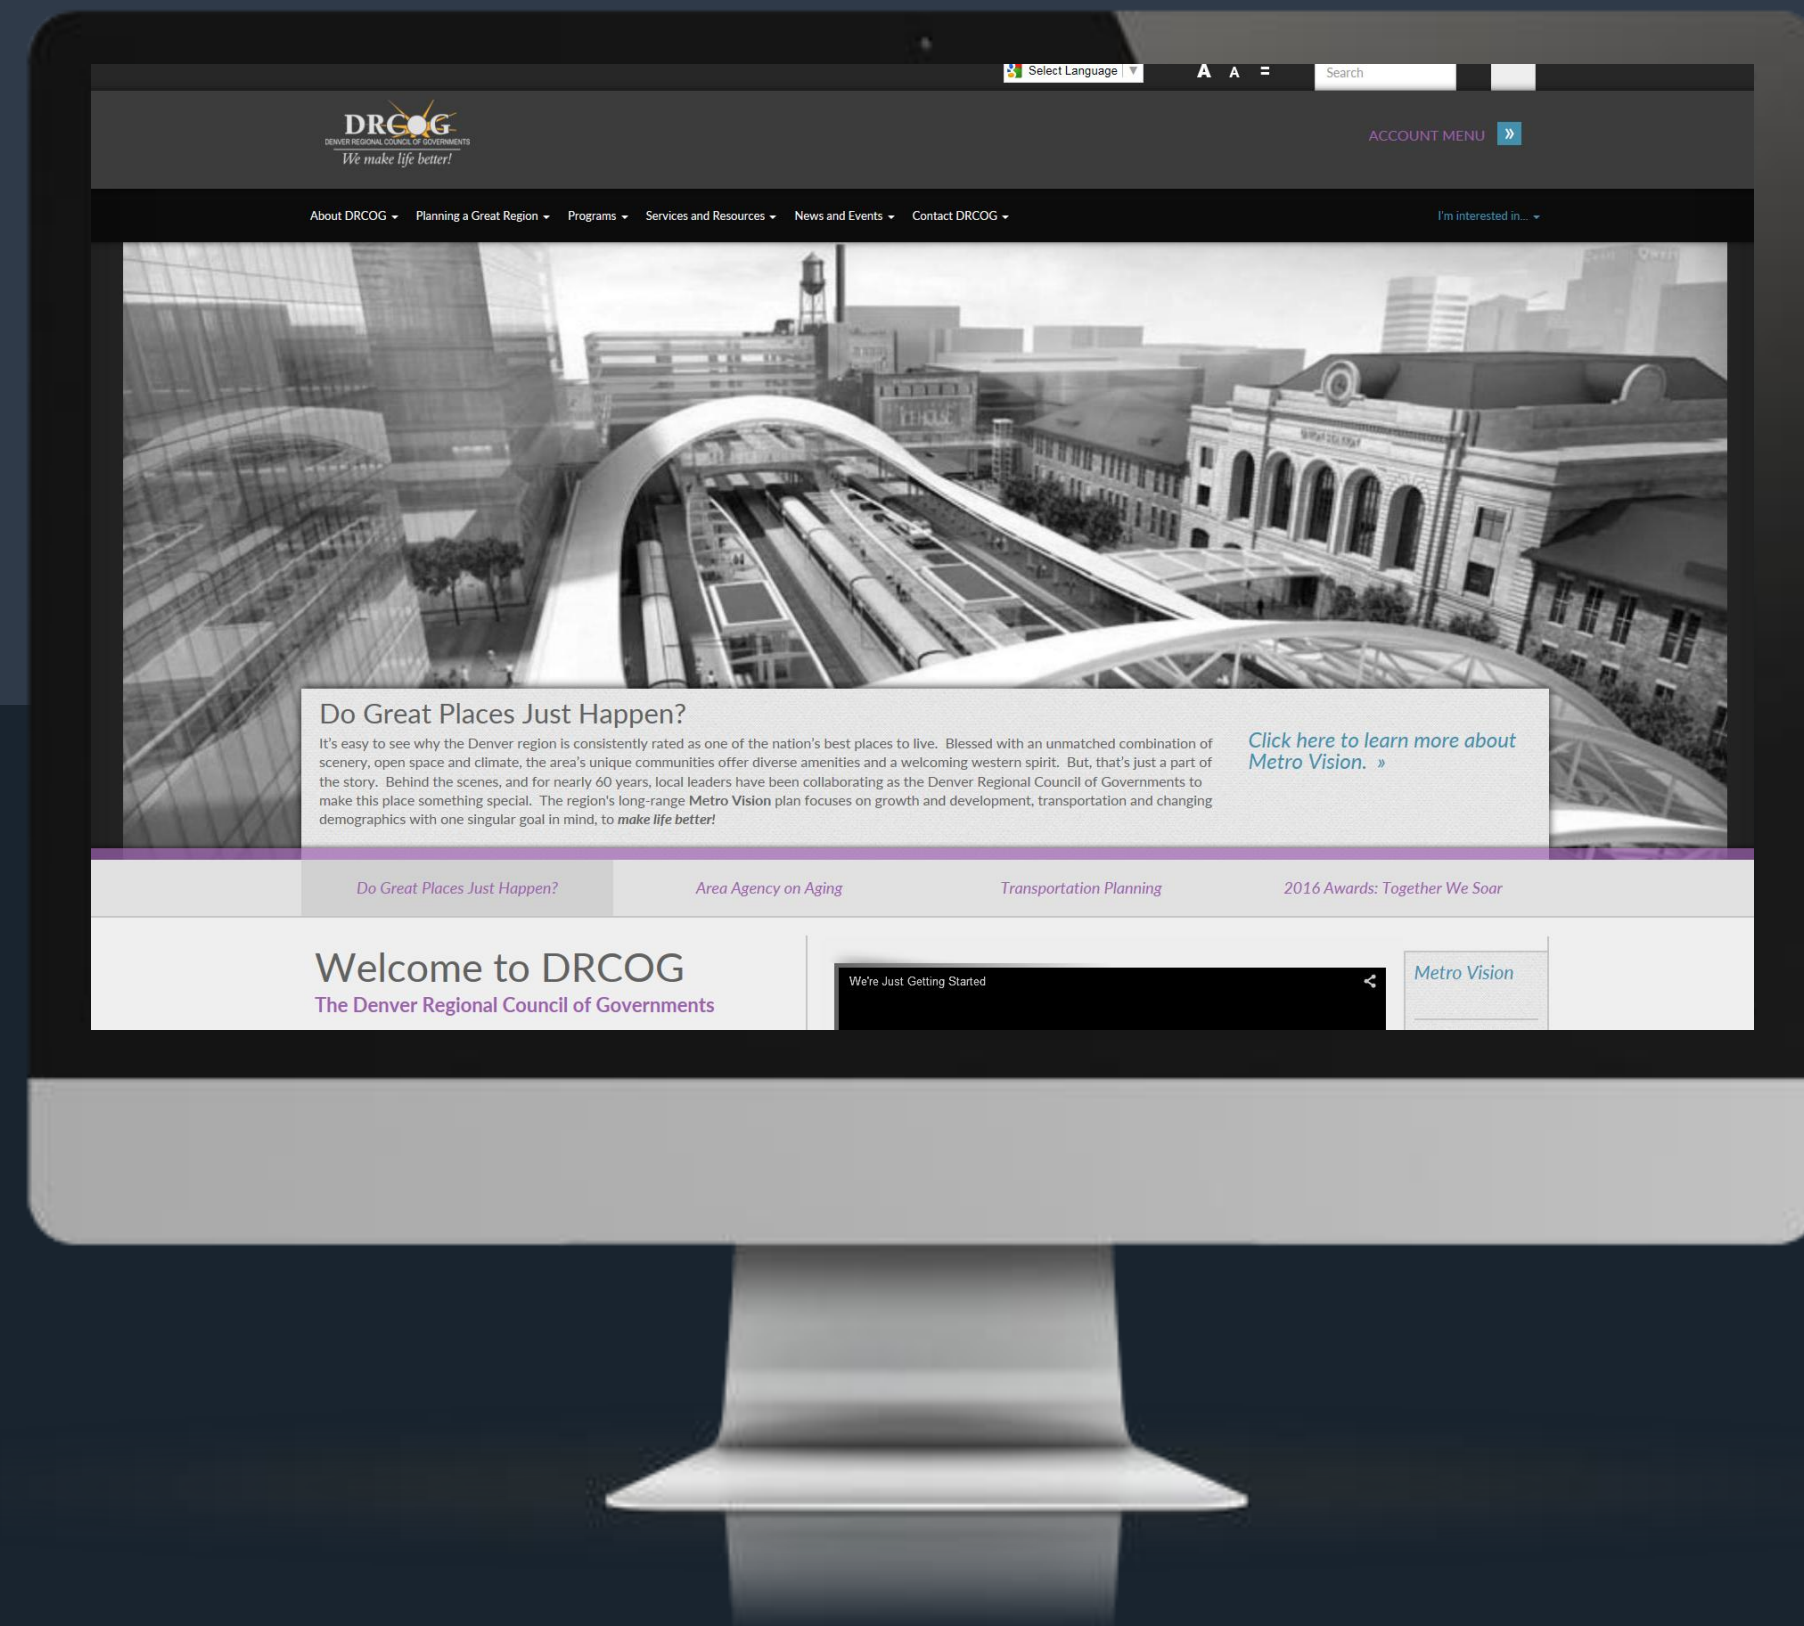 Select Language ▼
A A =
Search
DRCOG
DENVER REGIONAL COUNCIL OF GOVERNMENTS
We make life better!
ACCOUNT MENU »
About DRCOG Planning a Great Region Programs Services and Resources News and Events Contact DRCOG I'm interested in...
Qwest
ICEHOUSE
Do Great Places Just Happen?
It's easy to see why the Denver region is consistently rated as one of the nation's best places to live. Blessed with an unmatched combination of
scenery, open space and climate, the area's unique communities offer diverse amenities and a welcoming western spirit. But, that's just a part of
the story. Behind the scenes, and for nearly 60 years, local leaders have been collaborating as the Denver Regional Council of Governments to
make this place something special. The region's long-range Metro Vision plan focuses on growth and development, transportation and changing
demographics with one singular goal in mind, to make life better!
Click here to learn more about
Metro Vision. »
Do Great Places Just Happen? Area Agency on Aging Transportation Planning 2016 Awards: Together We Soar
Welcome to DRCOG
The Denver Regional Council of Governments
We're Just Getting Started
Metro Vision